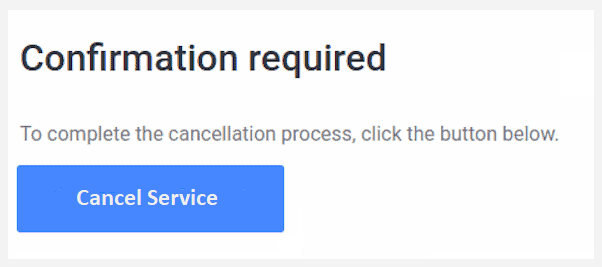 Confirmation required
To complete the cancellation process, click the button below.
Cancel Service